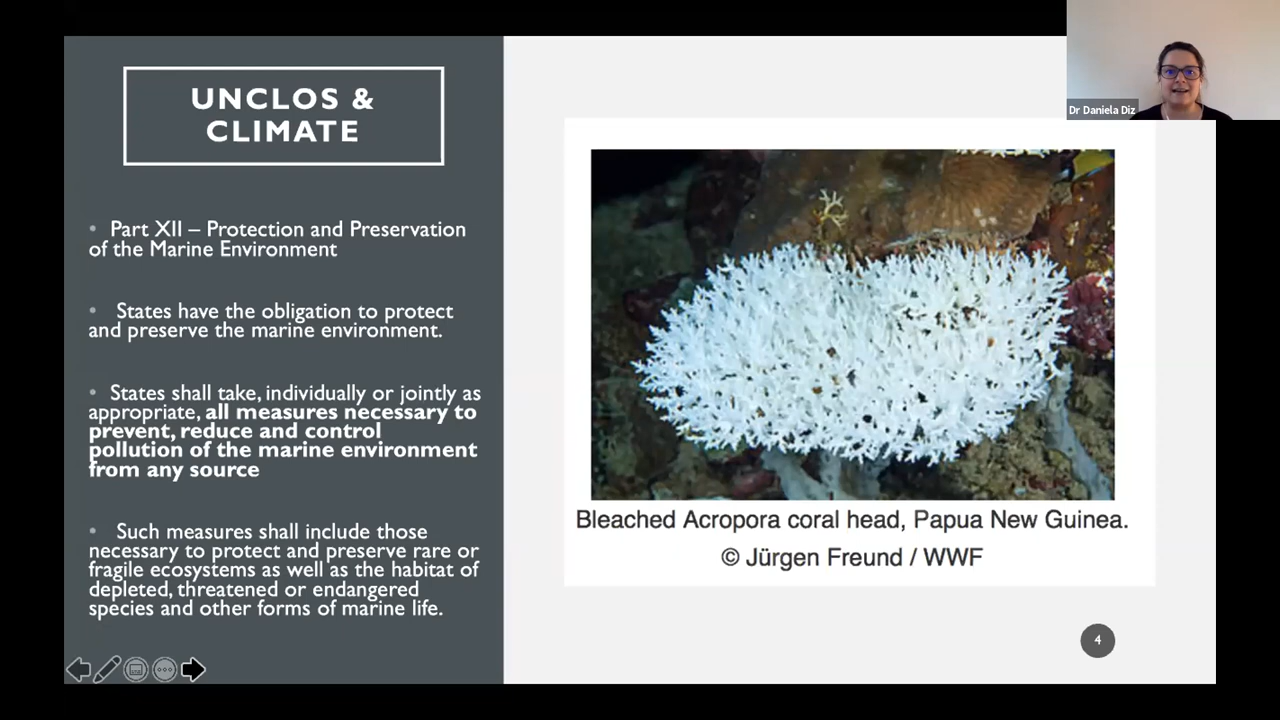 UNCLOS &
CLIMATE
• Part XII – Protection and Preservation
of the Marine Environment
• States have the obligation to protect
and preserve the marine environment.
• States shall take, individually or jointly as
appropriate, all measures necessary to
prevent, reduce and control
pollution of the marine environment
from any source
• Such measures shall include those
necessary to protect and preserve rare or
fragile ecosystems as well as the habitat of
depleted, threatened or endangered
species and other forms of marine life.
Dr Daniela Diz
Bleached Acropora coral head, Papua New Guinea.
© Jürgen Freund / WWF
4